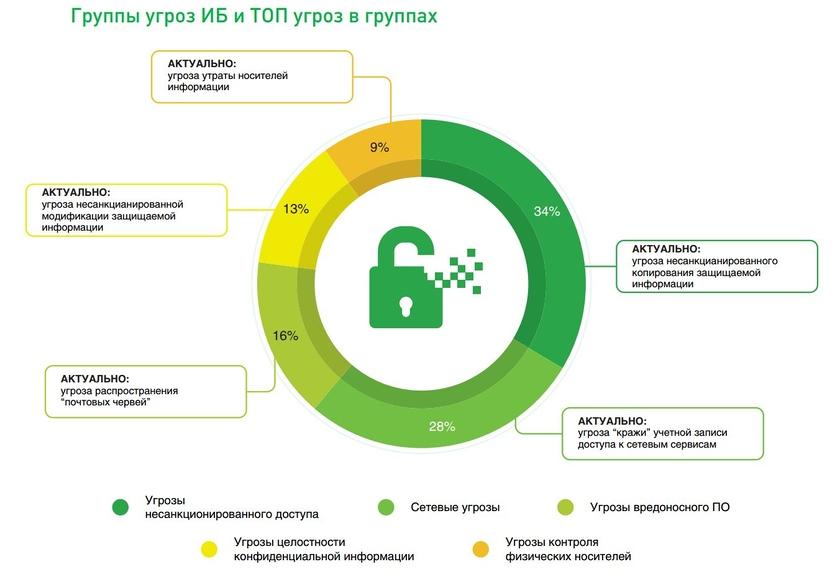 Группы угроз ИБ и ТОП угроз в группах
АКТУАЛЬНО:
угроза утраты носителей
информации
9%
АКТУАЛЬНО:
угроза несанкцианированной
модификации защищаемой
информации
13%
34%
АКТУАЛЬНО:
угроза несанкцианированного
копирования защищаемой
информации
16%
АКТУАЛЬНО:
угроза распространения
"почтовых червей"
28%
АКТУАЛЬНО:
угроза "кражи" учетной записи
доступа к сетевым сервисам
Угрозы
несанкционированного доступа
Сетевые угрозы
Угрозы вредоносного ПО
Угрозы целостности
конфиденциальной информации
Угрозы контроля
физических носителей